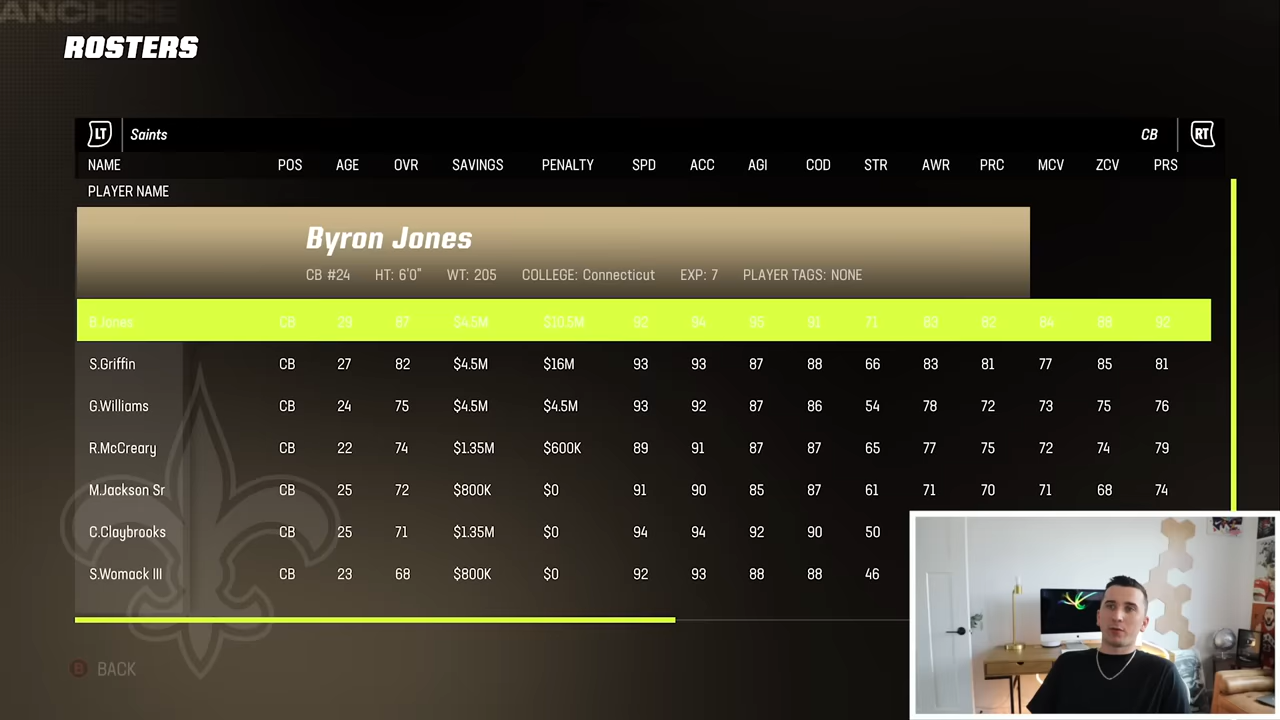 ANCHISE
ROSTERS
LT Saints CB RT
NAME POS AGE OVR SAVINGS PENALTY SPD ACC AGI COD STR AWR PRC MCV ZCV PRS
PLAYER NAME
Byron Jones
CB #24 HT: 6'0" WT: 205 COLLEGE: Connecticut EXP: 7 PLAYER TAGS: NONE
B.Jones CB 29 87 $4.5M $10.5M 92 94 95 91 71 83 82 84 88 92
S.Griffin CB 27 82 $4.5M $16M 93 93 87 88 66 83 81 77 85 81
G.Williams CB 24 75 $4.5M $4.5M 93 92 87 86 54 78 72 73 75 76
R.McCreary CB 22 74 $1.35M $600K 89 91 87 87 65 77 75 72 74 79
M.Jackson Sr CB 25 72 $800K $0 91 90 85 87 61 71 70 71 68 74
C.Claybrooks CB 25 71 $1.35M $0 94 94 92 90 50
S.Womack III CB 23 68 $800K $0 92 93 88 88 46
B BACK